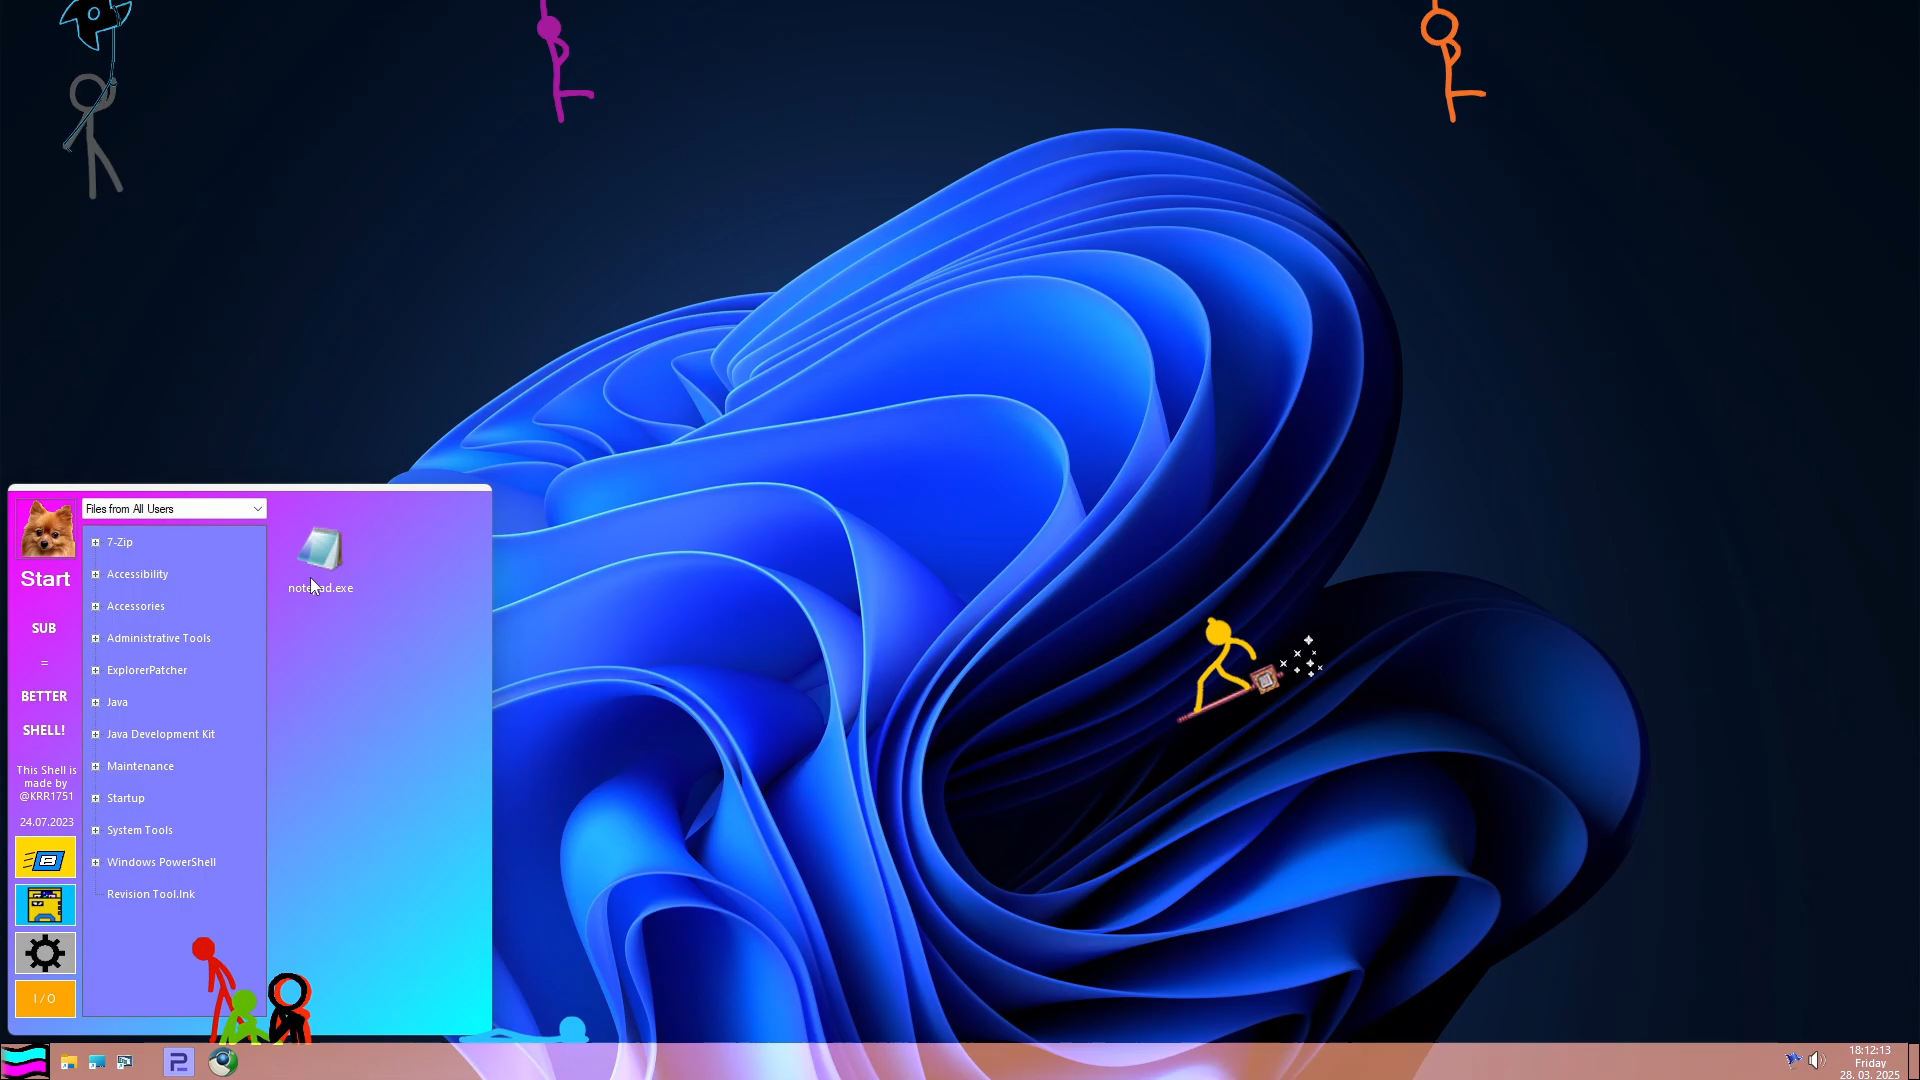 Files from All Users
Start
SUB
=
BETTER
SHELL!
This Shell is
made by
@KRR1751
24.07.2023
I / O
7-Zip
Accessibility
Accessories
Administrative Tools
ExplorerPatcher
Java
Java Development Kit
Maintenance
Startup
System Tools
Windows PowerShell
Revision Tool.lnk
notepad.exe
18:12:13
Friday
28. 03. 2025